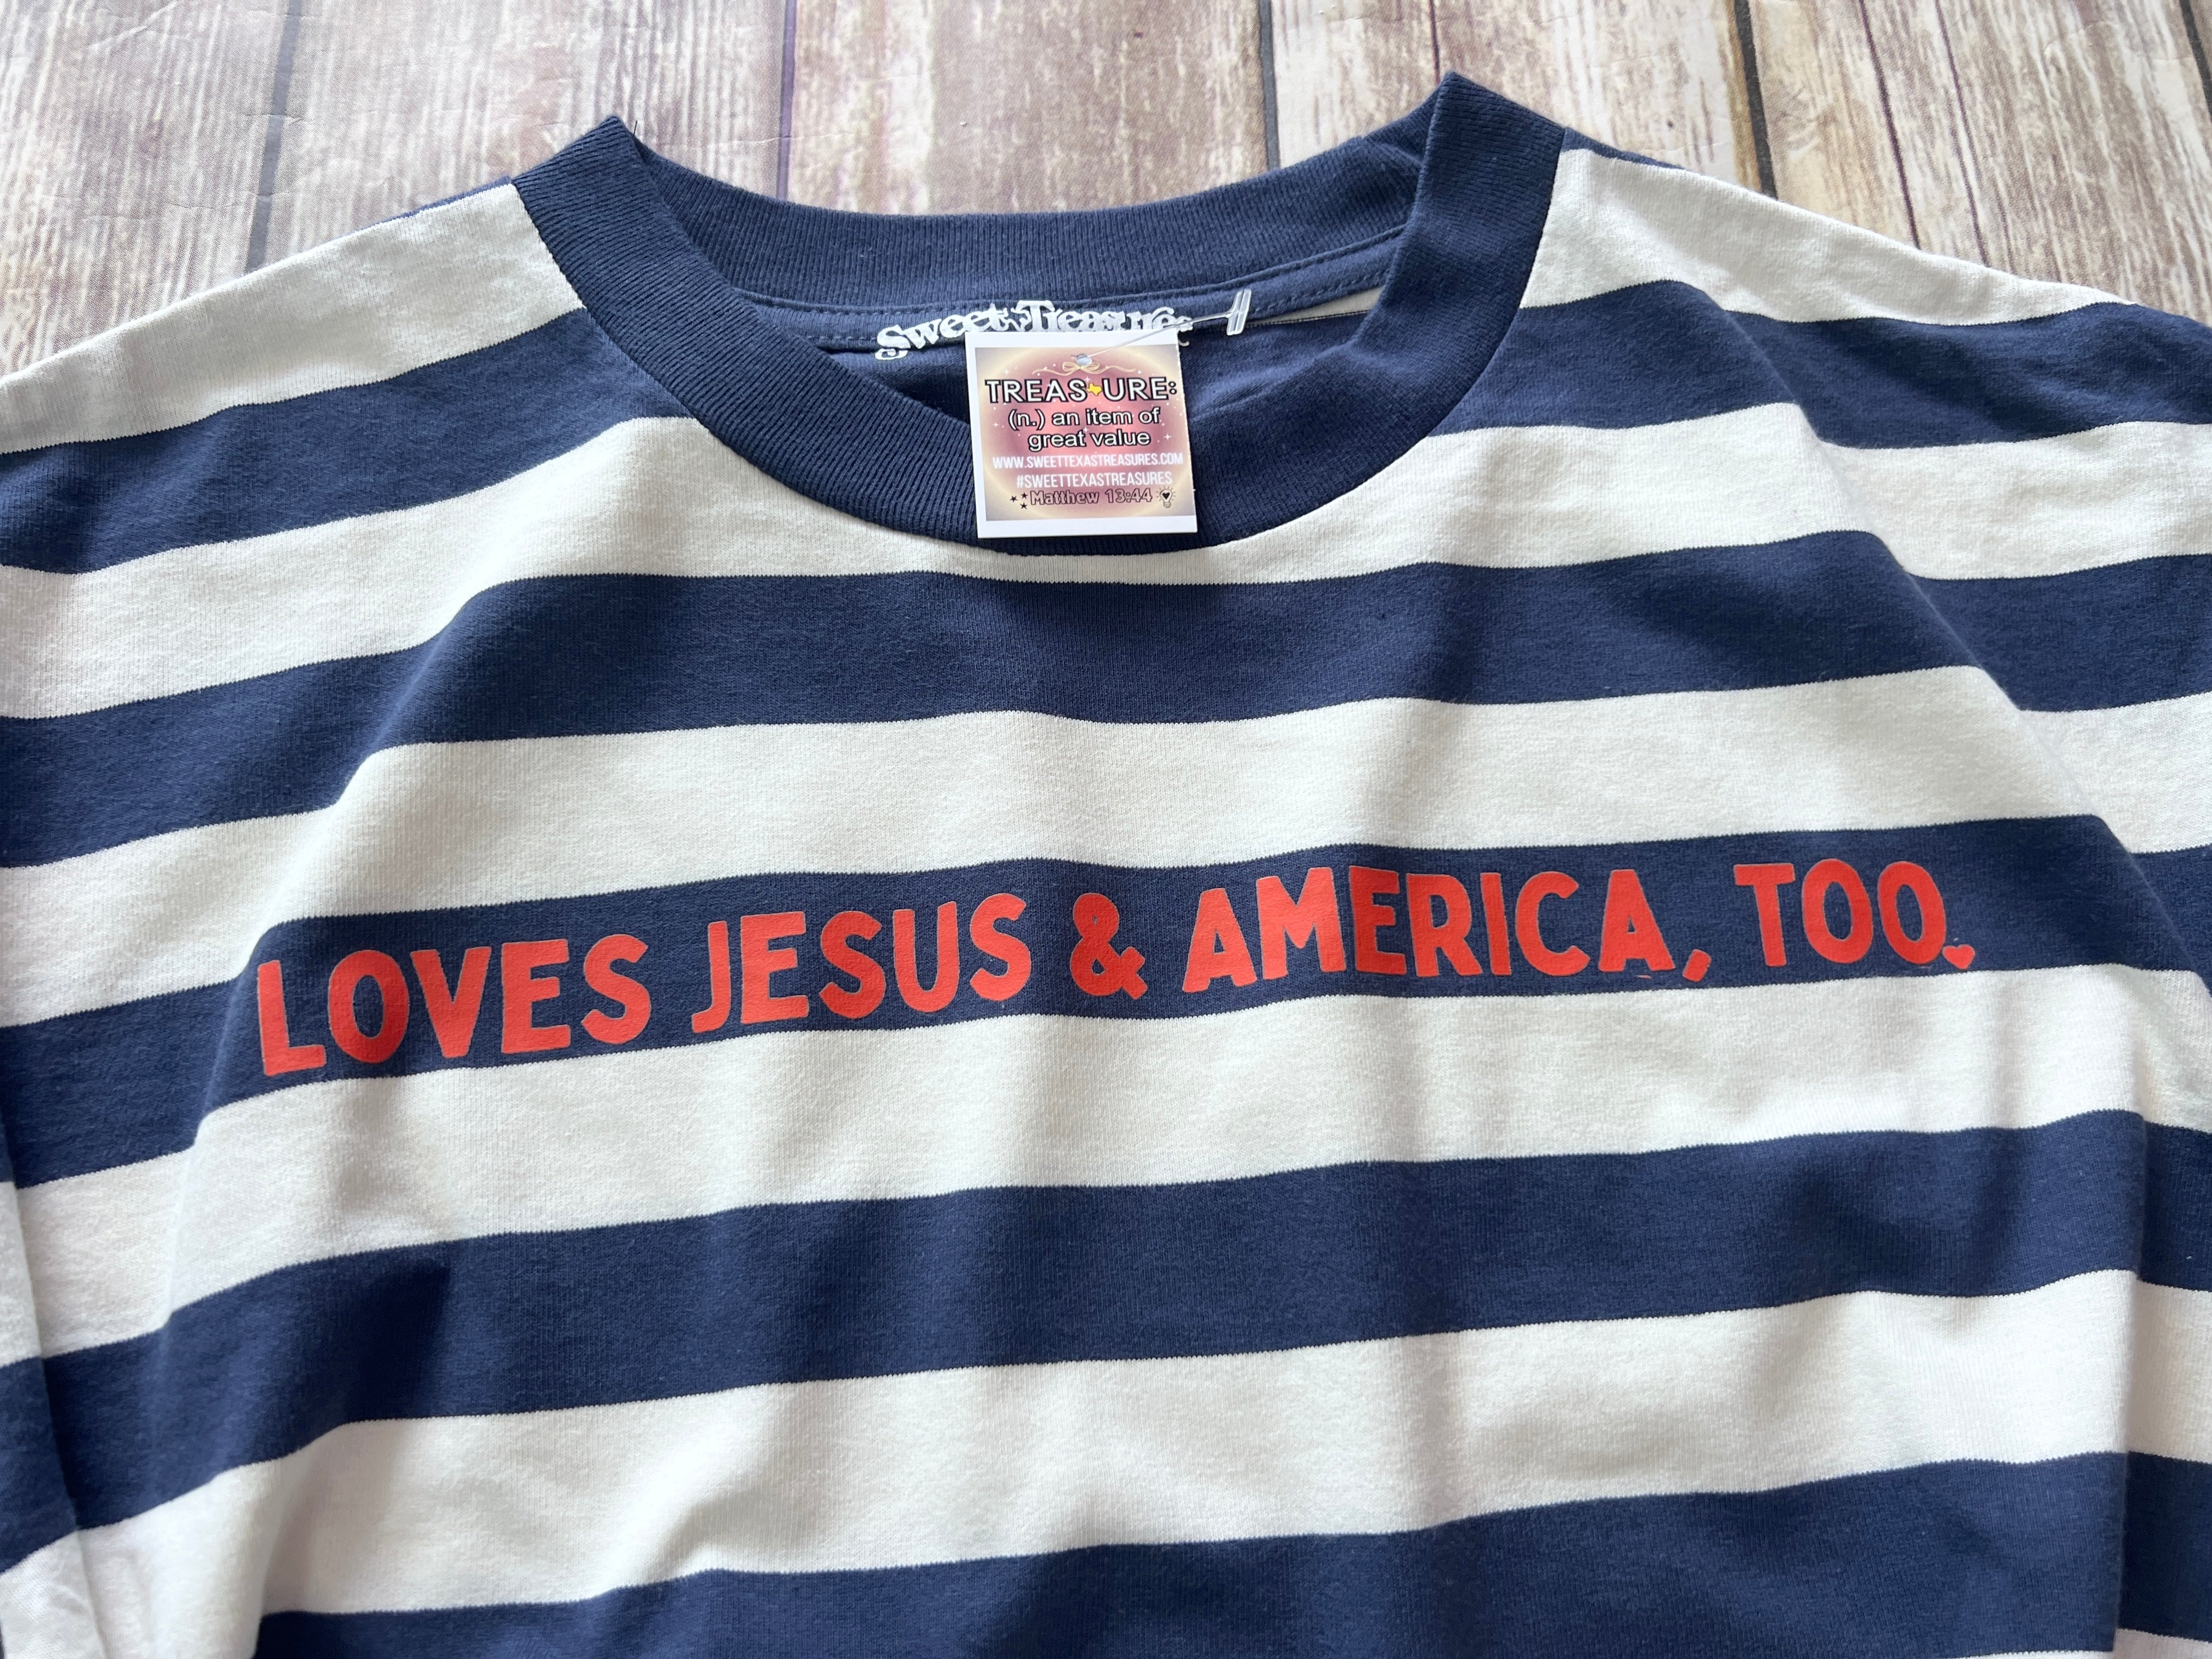 Sweet Treasures
TREASURE:
(n.) an item of
great value
WWW.SWEETTEXASTREASURES.COM
#SWEETTEXASTREASURES
Matthew 13:44
LOVES JESUS & AMERICA, TOO.